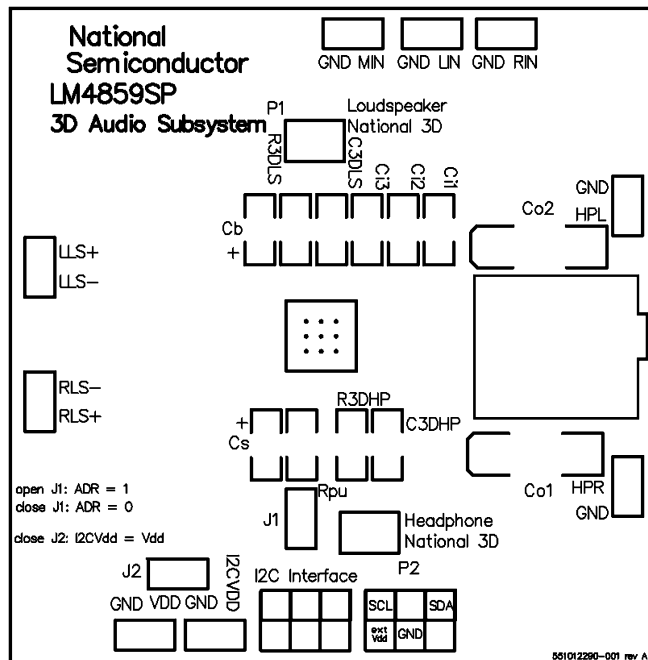 National
Semiconductor
LM4859SP
3D Audio Subsystem
GND MIN GND LIN GND RIN
P1
Loudspeaker
National 3D
R3DLS
C3DLS
Ci3
Ci2
Ci1
GND
HPL
Co2
Cb
+
LLS+
LLS-
RLS-
RLS+
R3DHP
C3DHP
+
Cs
Rpu
Co1
HPR
GND
open J1: ADR = 1
close J1: ADR = 0
close J2: I2CVdd = Vdd
J1
Headphone
National 3D
J2
I2CVDD
I2C Interface
P2
GND VDD GND
SCL SDA
ext
Vdd
GND
551012290-001 rev A